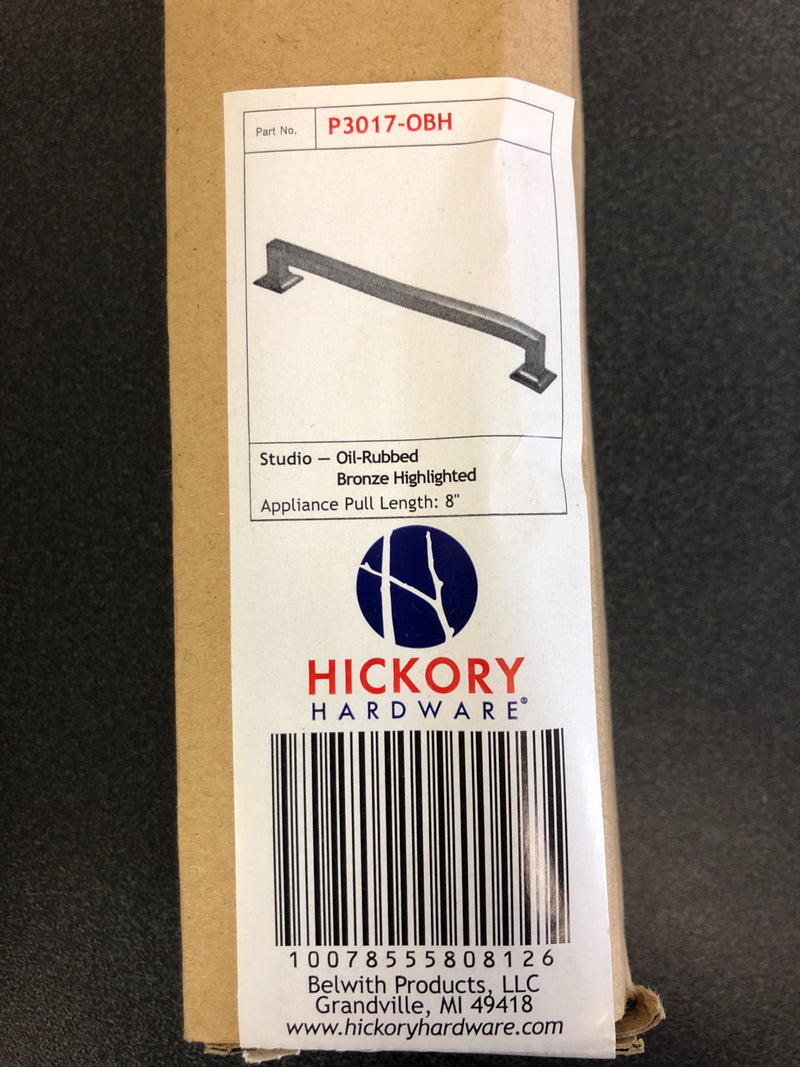 Part No. P3017-OBH
Studio — Oil-Rubbed
Bronze Highlighted
Appliance Pull Length: 8"
HICKORY
HARDWARE®
10078555808126
Belwith Products, LLC
Grandville, MI 49418
www.hickoryhardware.com